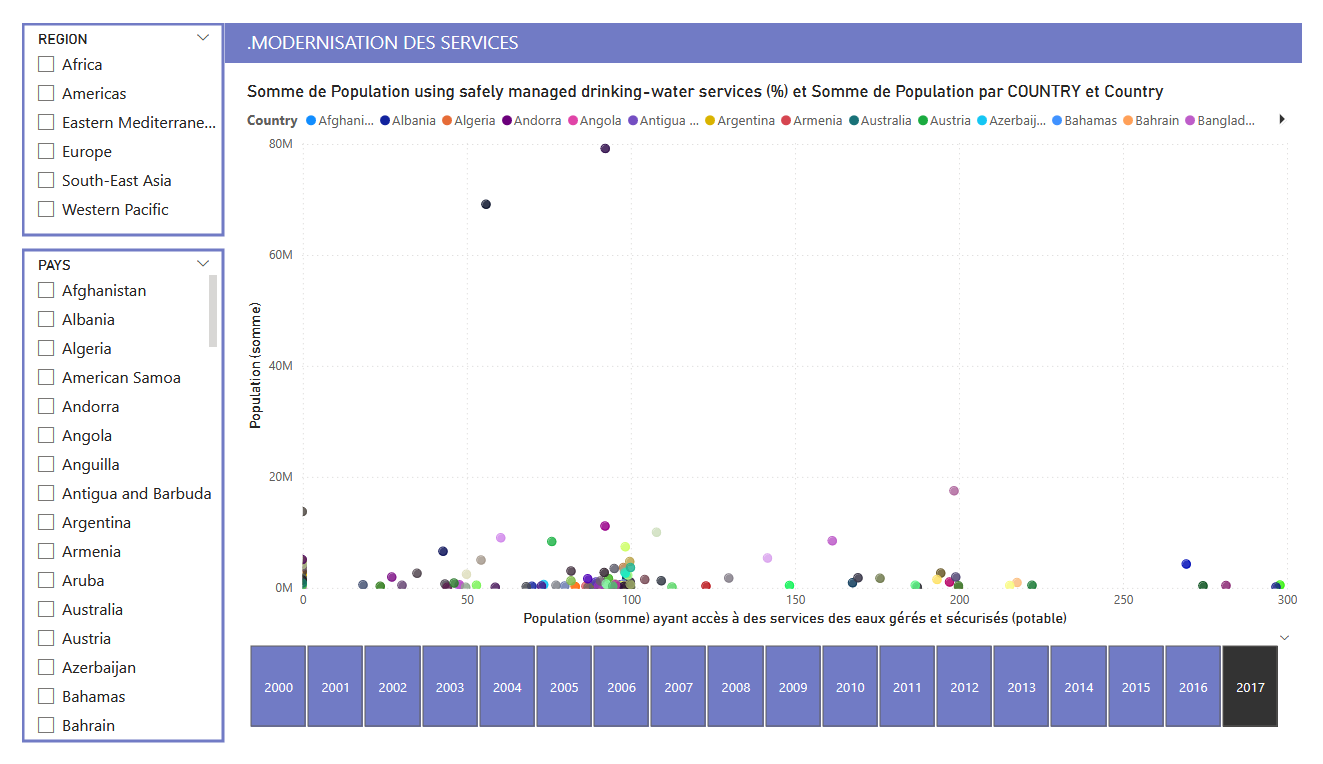 REGION
Africa
Americas
Eastern Mediterrane...
Europe
South-East Asia
Western Pacific
PAYS
Afghanistan
Albania
Algeria
American Samoa
Andorra
Angola
Anguilla
Antigua and Barbuda
Argentina
Armenia
Aruba
Australia
Austria
Azerbaijan
Bahamas
Bahrain
.MODERNISATION DES SERVICES
Somme de Population using safely managed drinking-water services (%) et Somme de Population par COUNTRY et Country
Country Afghani... Albania Algeria Andorra Angola Antigua ... Argentina Armenia Australia Austria Azerbaij... Bahamas Bahrain Banglad...
80M
60M
40M
20M
0M
Population (somme)
0 50 100 150 200 250 300
Population (somme) ayant accès à des services des eaux gérés et sécurisés (potable)
2000 2001 2002 2003 2004 2005 2006 2007 2008 2009 2010 2011 2012 2013 2014 2015 2016 2017